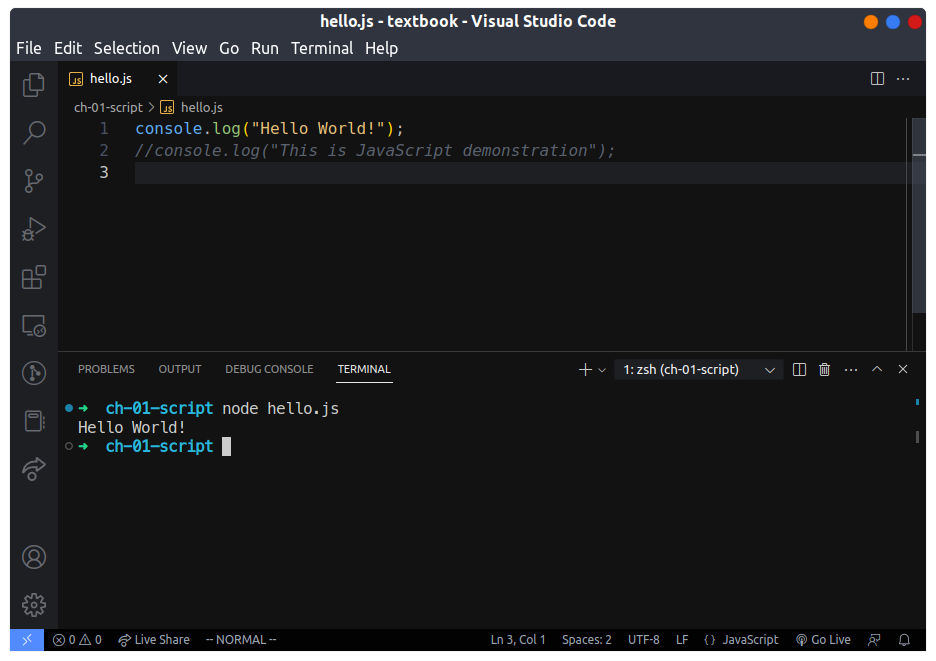 hello.js - textbook - Visual Studio Code
File Edit Selection View Go Run Terminal Help
JS hello.js
ch-01-script > JS hello.js
1 console.log("Hello World!");
2 //console.log("This is JavaScript demonstration");
3
PROBLEMS OUTPUT DEBUG CONSOLE TERMINAL 1: zsh (ch-01-script)
➜ ch-01-script node hello.js
Hello World!
➜ ch-01-script
0 0 Live Share -- NORMAL -- Ln 3, Col 1 Spaces: 2 UTF-8 LF {} JavaScript Go Live